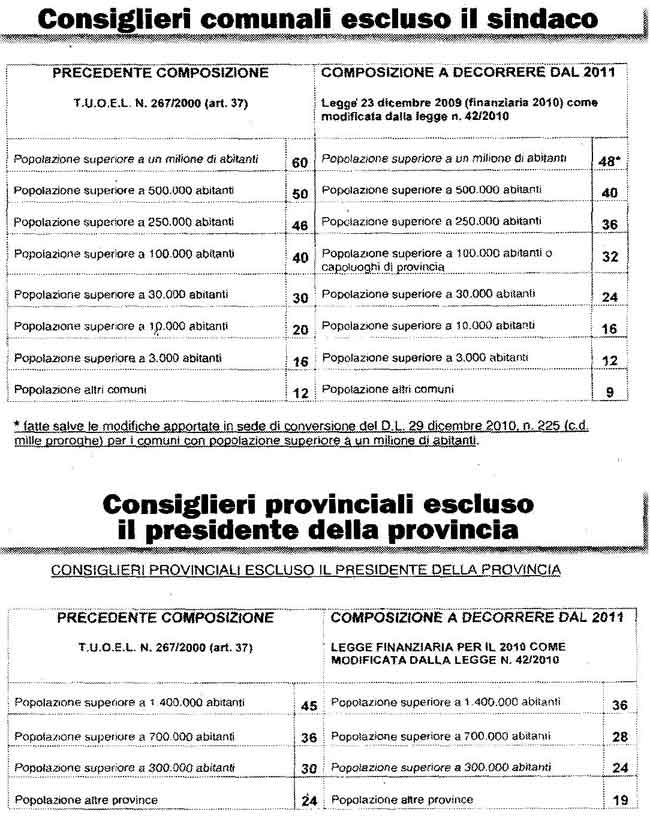 Consiglieri comunali escluso il sindaco
PRECEDENTE COMPOSIZIONE
T.U.O.E.L. N. 267/2000 (art. 37)
COMPOSIZIONE A DECORRERE DAL 2011
Legge 23 dicembre 2009 (finanziaria 2010) come
modificata dalla legge n. 42/2010
Popolazione superiore a un milione di abitanti 60 Popolazione superiore a un milione di abitanti 48*
Popolazione superiore a 500.000 abitanti 50 Popolazione superiore a 500.000 abitanti 40
Popolazione superiore a 250.000 abitanti 46 Popolazione superiore a 250.000 abitanti 36
Popolazione superiore a 100.000 abitanti 40 Popolazione superiore a 100.000 abitanti o
capoluoghi di provincia 32
Popolazione superiore a 30.000 abitanti 30 Popolazione superiore a 30.000 abitanti 24
Popolazione superiore a 10.000 abitanti 20 Popolazione superiore a 10.000 abitanti 16
Popolazione superiore a 3.000 abitanti 16 Popolazione superiore a 3.000 abitanti 12
Popolazione altri comuni 12 Popolazione altri comuni 9
* fatte salve le modifiche apportate in sede di conversione del D.L. 29 dicembre 2010, n. 225 (c.d.
mille proroghe) per i comuni con popolazione superiore a un milione di abitanti.
Consiglieri provinciali escluso
il presidente della provincia
CONSIGLIERI PROVINCIALI ESCLUSO IL PRESIDENTE DELLA PROVINCIA
PRECEDENTE COMPOSIZIONE
T.U.O.E.L. N. 267/2000 (art. 37)
COMPOSIZIONE A DECORRERE DAL 2011
LEGGE FINANZIARIA PER IL 2010 COME
MODIFICATA DALLA LEGGE N. 42/2010
Popolazione superiore a 1.400.000 abitanti 45 Popolazione superiore a 1.400.000 abitanti 36
Popolazione superiore a 700.000 abitanti 36 Popolazione superiore a 700.000 abitanti 28
Popolazione superiore a 300.000 abitanti 30 Popolazione superiore a 300.000 abitanti 24
Popolazione altre province 24 Popolazione altre province 19